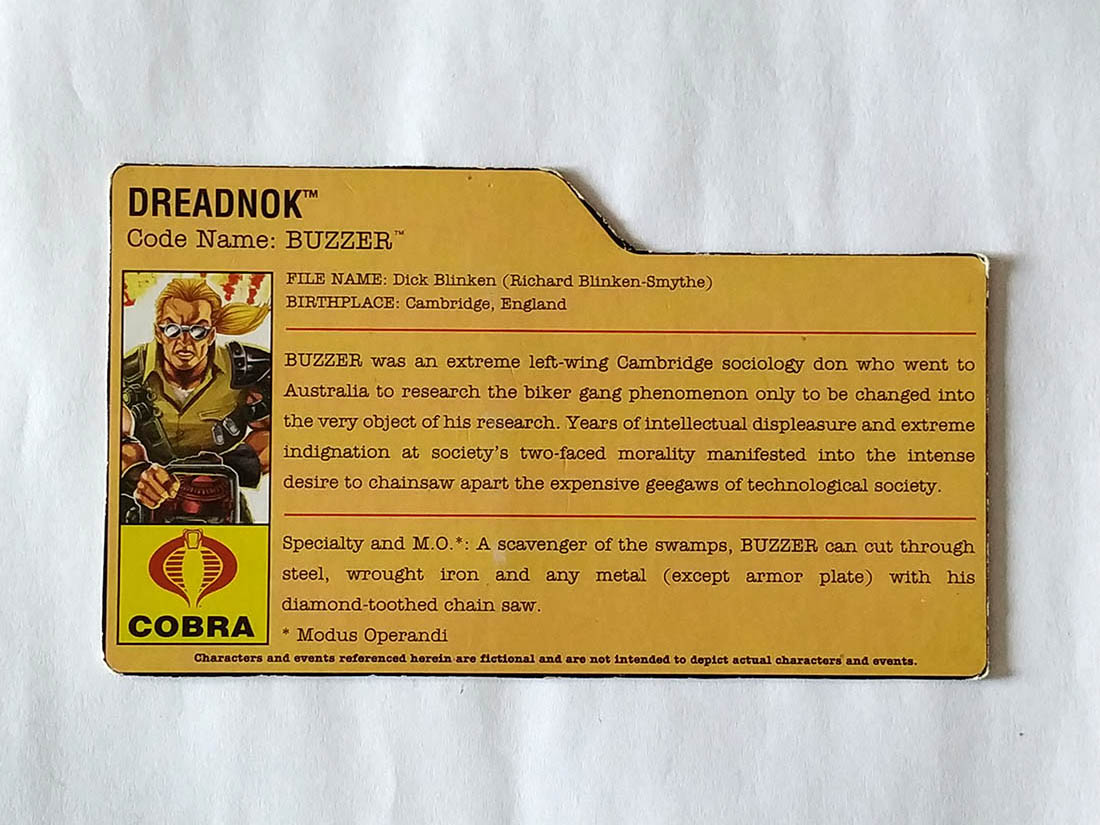 DREADNOK™
Code Name: BUZZER™
FILE NAME: Dick Blinken (Richard Blinken-Smythe)
BIRTHPLACE: Cambridge, England
BUZZER was an extreme left-wing Cambridge sociology don who went to
Australia to research the biker gang phenomenon only to be changed into
the very object of his research. Years of intellectual displeasure and extreme
indignation at society's two-faced morality manifested into the intense
desire to chainsaw apart the expensive geegaws of technological society.
Specialty and M.O.*: A scavenger of the swamps, BUZZER can cut through
steel, wrought iron and any metal (except armor plate) with his
diamond-toothed chain saw.
* Modus Operandi
COBRA
Characters and events referenced herein are fictional and are not intended to depict actual characters and events.